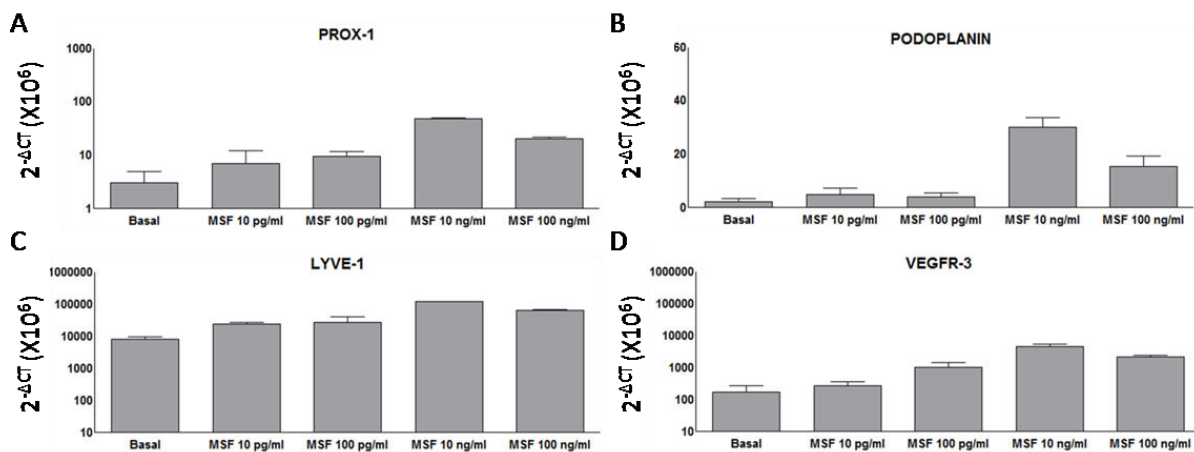 A
PROX-1
2-ΔCT (X10⁶)
1000
100
10
1
Basal MSF 10 pg/ml MSF 100 pg/ml MSF 10 ng/ml MSF 100 ng/ml
B
PODOPLANIN
2-ΔCT (X10⁶)
60
40
20
0
Basal MSF 10 pg/ml MSF 100 pg/ml MSF 10 ng/ml MSF 100 ng/ml
C
LYVE-1
2-ΔCT (X10⁶)
1000000
100000
10000
1000
100
10
Basal MSF 10 pg/ml MSF 100 pg/ml MSF 10 ng/ml MSF 100 ng/ml
D
VEGFR-3
2-ΔCT (X10⁶)
1000000
100000
10000
1000
100
10
Basal MSF 10 pg/ml MSF 100 pg/ml MSF 10 ng/ml MSF 100 ng/ml